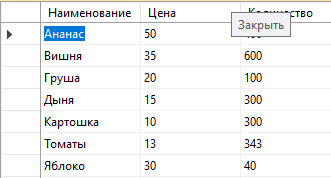 Наименование Цена
Закрыть
Ананас 50
Вишня 35 600
Груша 20 100
Дыня 15 300
Картошка 10 300
Томаты 13 343
Яблоко 30 40